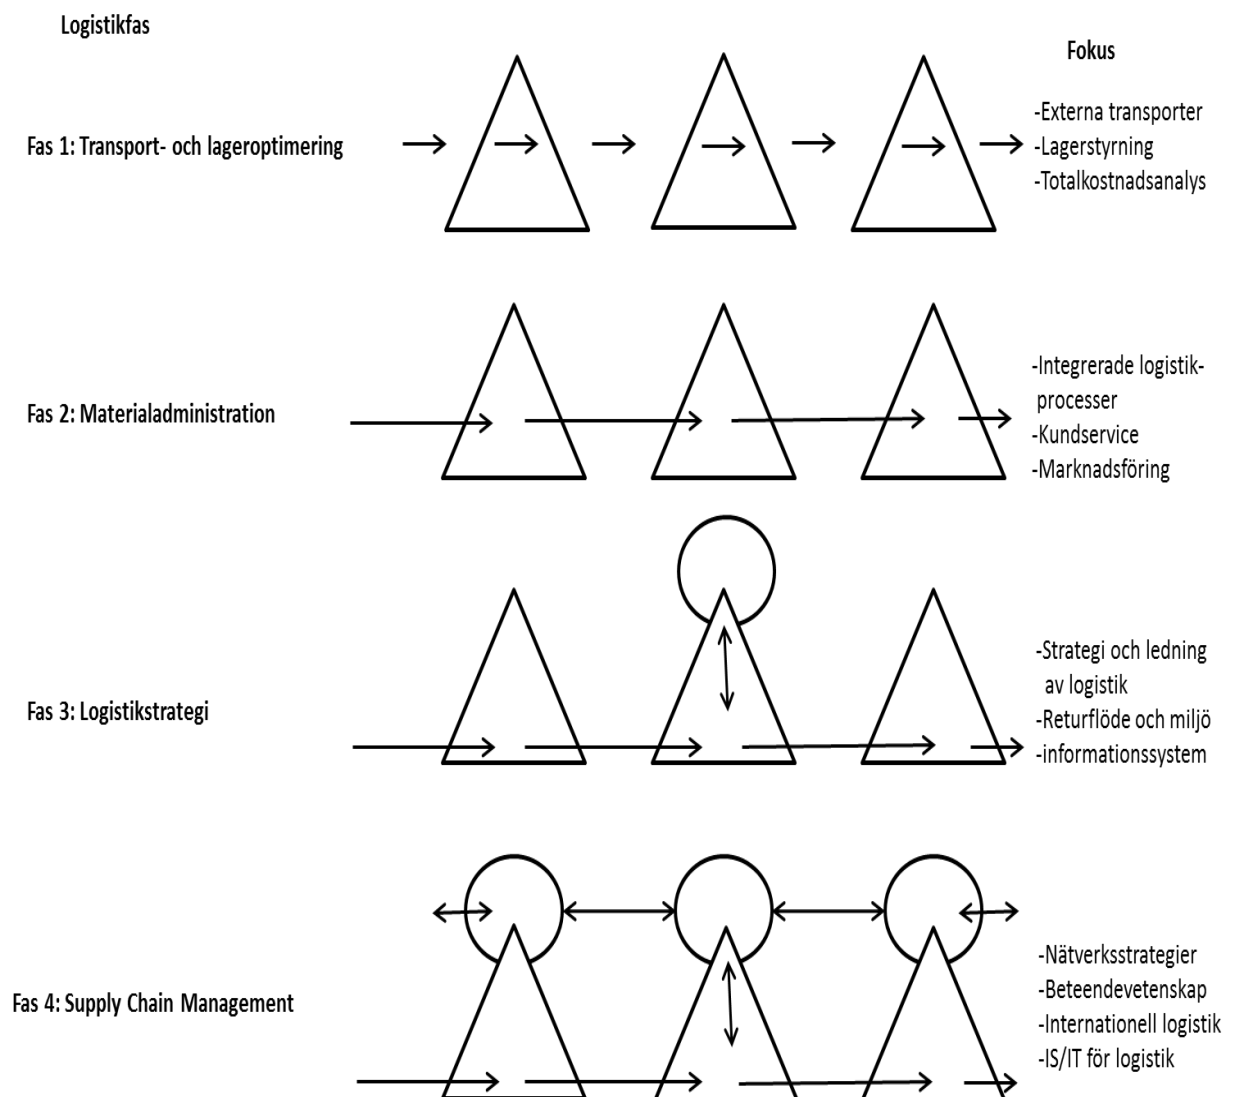 Logistikfas
Fokus
Fas 1: Transport- och lageroptimering
-Externa transporter
-Lagerstyrning
-Totalkostnadsanalys
Fas 2: Materialadministration
-Integrerade logistik-
processer
-Kundservice
-Marknadsföring
Fas 3: Logistikstrategi
-Strategi och ledning
av logistik
-Returflöde och miljö
-informationssystem
Fas 4: Supply Chain Management
-Nätverksstrategier
-Beteendevetenskap
-Internationell logistik
-IS/IT för logistik